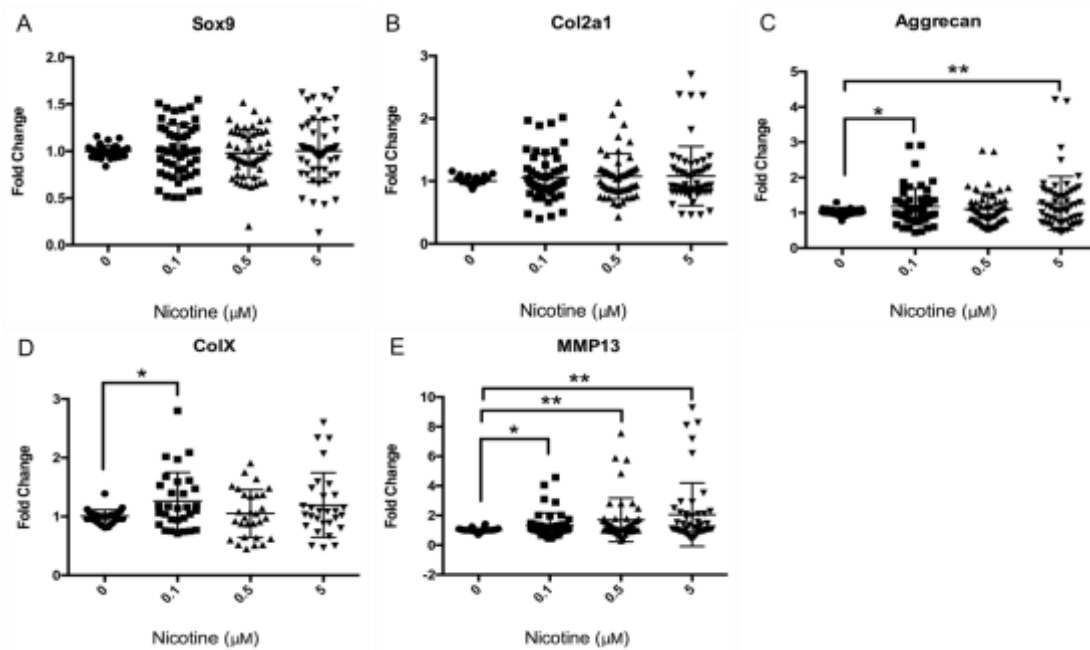 A
Sox9
Fold Change
2.0
1.5
1.0
0.5
0.0
0
0.1
0.5
5
Nicotine (μM)
B
Col2a1
Fold Change
3
2
1
0
0
0.1
0.5
5
Nicotine (μM)
C
Aggrecan
Fold Change
5
4
3
2
1
0
**
*
0
0.1
0.5
5
Nicotine (μM)
D
ColX
Fold Change
3
2
1
0
*
0
0.1
0.5
5
Nicotine (μM)
E
MMP13
Fold Change
10
8
6
4
2
0
-2
**
**
*
0
0.1
0.5
5
Nicotine (μM)